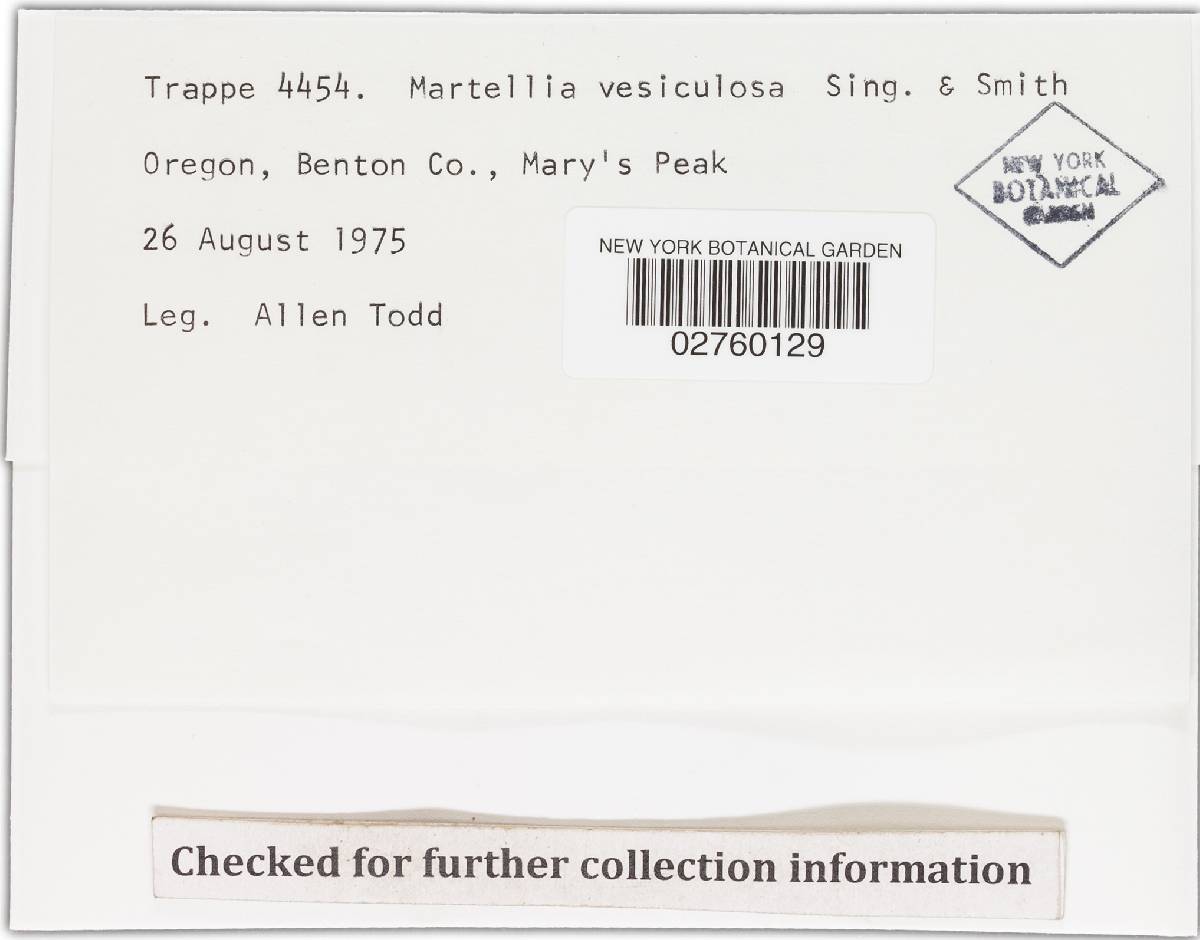 Trappe 4454. Martellia vesiculosa Sing. & Smith
Oregon, Benton Co., Mary's Peak
26 August 1975
Leg. Allen Todd
NEW YORK
BOTANICAL
GARDEN
NEW YORK BOTANICAL GARDEN
02760129
Checked for further collection information